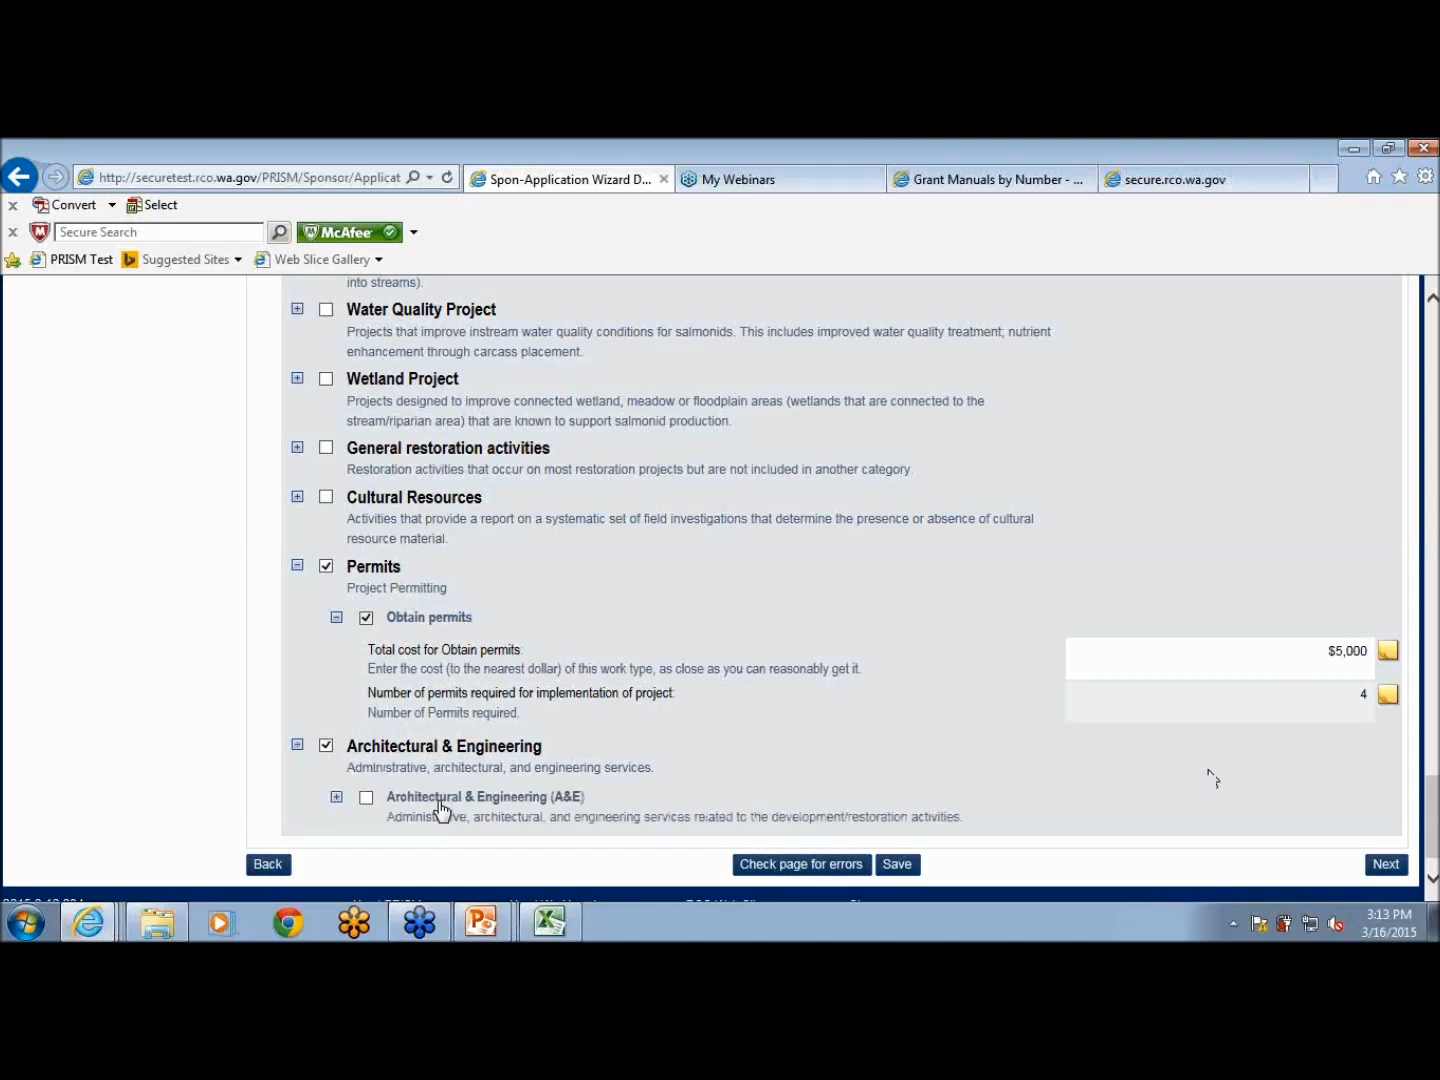 http://securetest.rco.wa.gov/PRISM/Sponsor/Applicat
Spon-Application Wizard D...
My Webinars
Grant Manuals by Number - ...
secure.rco.wa.gov
Convert
Select
Secure Search
McAfee
PRISM Test
Suggested Sites
Web Slice Gallery
into streams).
Water Quality Project
Projects that improve instream water quality conditions for salmonids. This includes improved water quality treatment; nutrient
enhancement through carcass placement.
Wetland Project
Projects designed to improve connected wetland, meadow or floodplain areas (wetlands that are connected to the
stream/riparian area) that are known to support salmonid production.
General restoration activities
Restoration activities that occur on most restoration projects but are not included in another category.
Cultural Resources
Activities that provide a report on a systematic set of field investigations that determine the presence or absence of cultural
resource material.
Permits
Project Permitting
Obtain permits
Total cost for Obtain permits:
$5,000
Enter the cost (to the nearest dollar) of this work type, as close as you can reasonably get it.
Number of permits required for implementation of project:
4
Number of Permits required.
Architectural & Engineering
Administrative, architectural, and engineering services.
Architectural & Engineering (A&E)
Administrative, architectural, and engineering services related to the development/restoration activities.
Back
Check page for errors
Save
Next
3:13 PM
3/16/2015